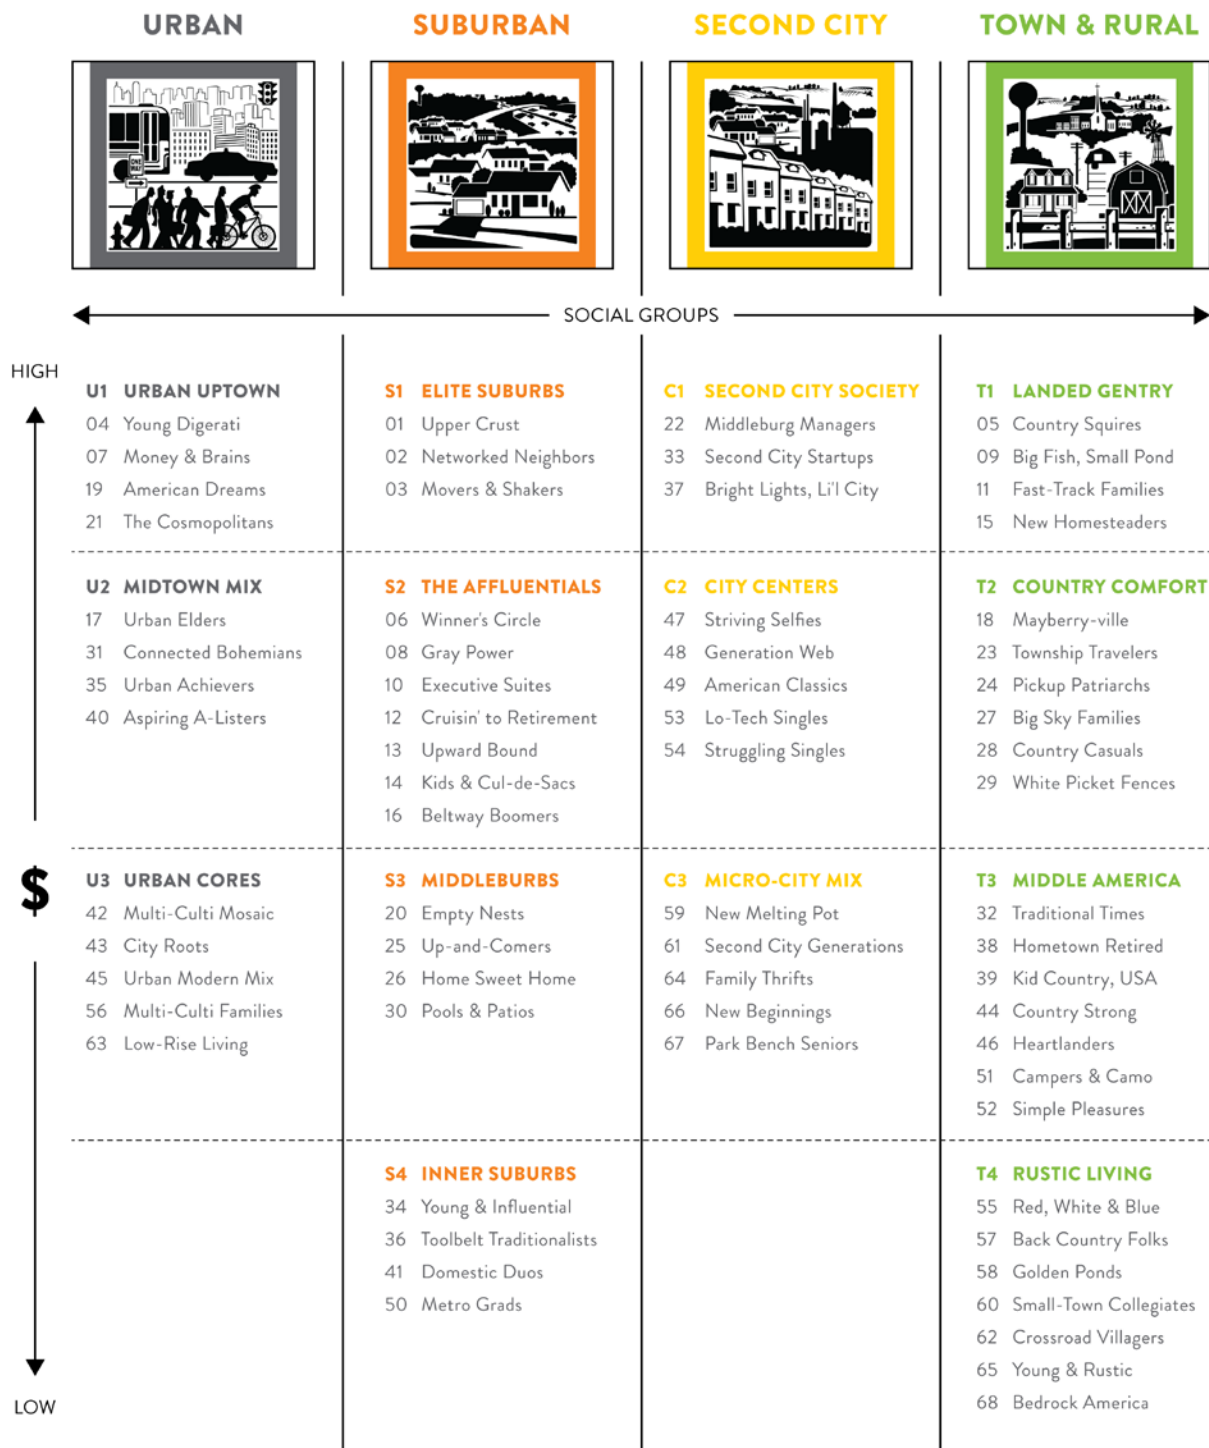 URBAN
SUBURBAN
SECOND CITY
TOWN & RURAL
ONE
WAY
SOCIAL GROUPS
HIGH
U1 URBAN UPTOWN
04 Young Digerati
07 Money & Brains
19 American Dreams
21 The Cosmopolitans
S1 ELITE SUBURBS
01 Upper Crust
02 Networked Neighbors
03 Movers & Shakers
C1 SECOND CITY SOCIETY
22 Middleburg Managers
33 Second City Startups
37 Bright Lights, Li'l City
T1 LANDED GENTRY
05 Country Squires
09 Big Fish, Small Pond
11 Fast-Track Families
15 New Homesteaders
U2 MIDTOWN MIX
17 Urban Elders
31 Connected Bohemians
35 Urban Achievers
40 Aspiring A-Listers
S2 THE AFFLUENTIALS
06 Winner's Circle
08 Gray Power
10 Executive Suites
12 Cruisin' to Retirement
13 Upward Bound
14 Kids & Cul-de-Sacs
16 Beltway Boomers
C2 CITY CENTERS
47 Striving Selfies
48 Generation Web
49 American Classics
53 Lo-Tech Singles
54 Struggling Singles
T2 COUNTRY COMFORT
18 Mayberry-ville
23 Township Travelers
24 Pickup Patriarchs
27 Big Sky Families
28 Country Casuals
29 White Picket Fences
$
U3 URBAN CORES
42 Multi-Culti Mosaic
43 City Roots
45 Urban Modern Mix
56 Multi-Culti Families
63 Low-Rise Living
S3 MIDDLEBURBS
20 Empty Nests
25 Up-and-Comers
26 Home Sweet Home
30 Pools & Patios
C3 MICRO-CITY MIX
59 New Melting Pot
61 Second City Generations
64 Family Thrifts
66 New Beginnings
67 Park Bench Seniors
T3 MIDDLE AMERICA
32 Traditional Times
38 Hometown Retired
39 Kid Country, USA
44 Country Strong
46 Heartlanders
51 Campers & Camo
52 Simple Pleasures
S4 INNER SUBURBS
34 Young & Influential
36 Toolbelt Traditionalists
41 Domestic Duos
50 Metro Grads
T4 RUSTIC LIVING
55 Red, White & Blue
57 Back Country Folks
58 Golden Ponds
60 Small-Town Collegiates
62 Crossroad Villagers
65 Young & Rustic
68 Bedrock America
LOW